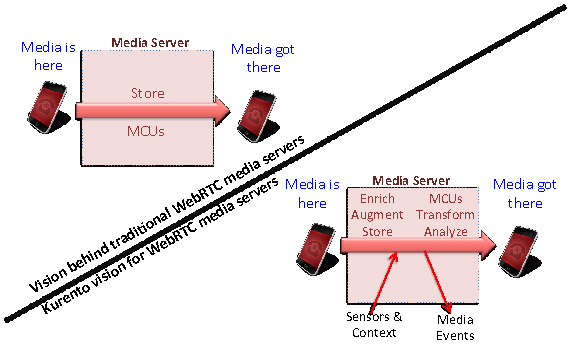 Media is
here
Media Server
Media got
there
Store
MCUs
Vision behind traditional WebRTC media servers
Kurento vision for WebRTC media servers
Media is
here
Media Server
Media got
there
Enrich
Augment
Store
MCUs
Transform
Analyze
Sensors &
Context
Media
Events